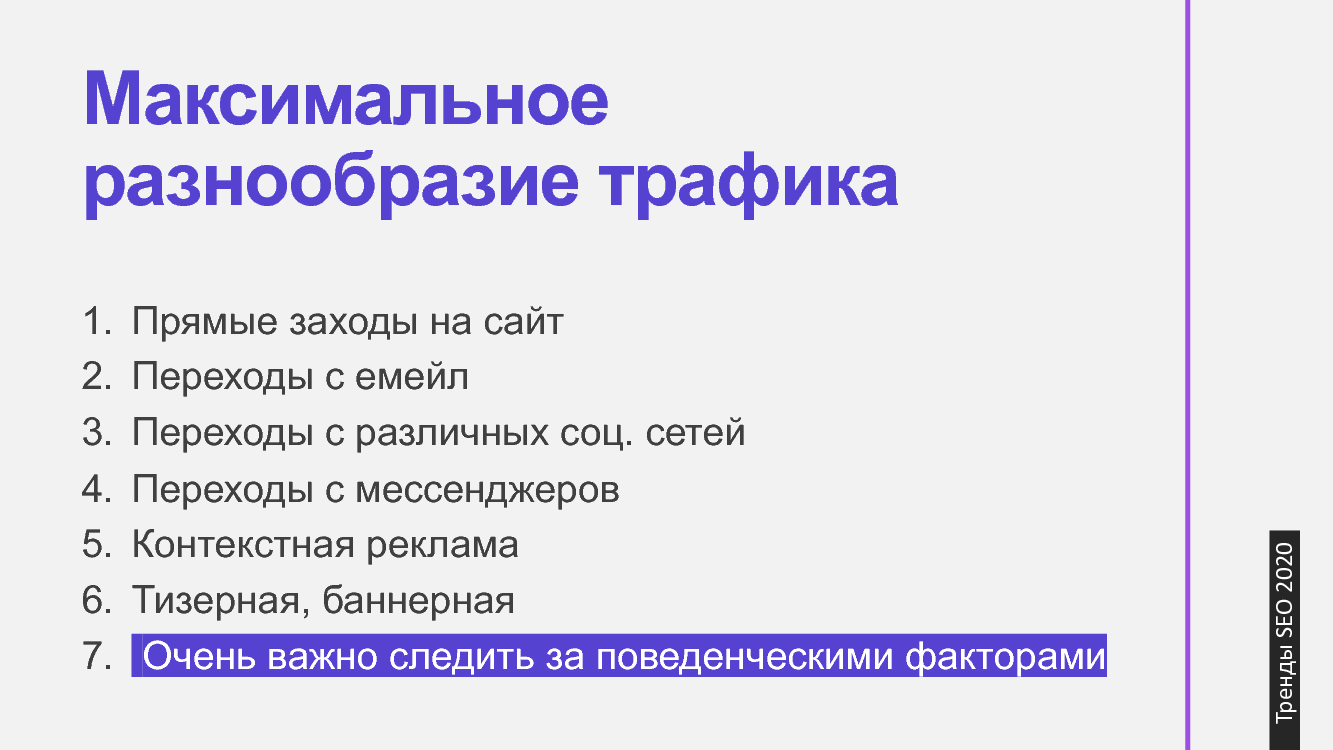 Максимальное
разнообразие трафика
1. Прямые заходы на сайт
2. Переходы с емейл
3. Переходы с различных соц. сетей
4. Переходы с мессенджеров
5. Контекстная реклама
6. Тизерная, баннерная
7. Очень важно следить за поведенческими факторами
Тренды SEO 2020